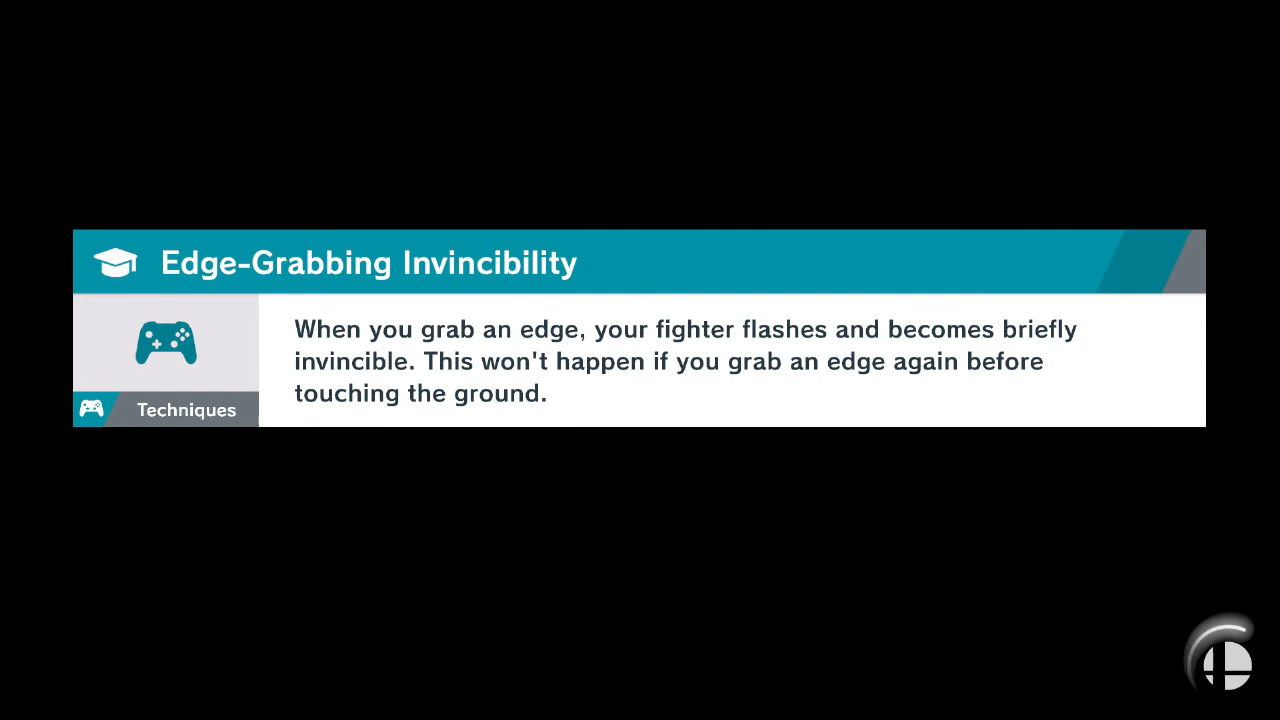 Edge-Grabbing Invincibility
When you grab an edge, your fighter flashes and becomes briefly
invincible. This won't happen if you grab an edge again before
touching the ground.
Techniques